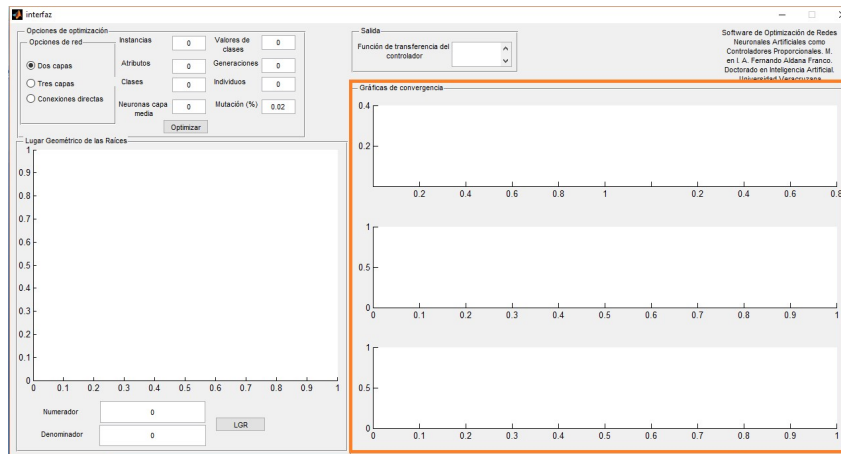 interfaz
Opciones de optimización
Opciones de red
Dos capas
Tres capas
Conexiones directas
Instancias
0
Valores de
clases
0
Atributos
0
Generaciones
0
Clases
0
Individuos
0
Neuronas capa
media
0
Mutación (%)
0.02
Optimizar
Salida
Función de transferencia del
controlador
Software de Optimización de Redes
Neuronales Artificiales como
Controladores Proporcionales. M.
en I. A. Fernando Aldana Franco.
Doctorado en Inteligencia Artificial.
Universidad Veracruzana
Lugar Geométrico de las Raíces
1
0.9
0.8
0.7
0.6
0.5
0.4
0.3
0.2
0.1
0
0 0.1 0.2 0.3 0.4 0.5 0.6 0.7 0.8 0.9 1
Numerador
0
Denominador
0
LGR
Gráficas de convergencia
0.4
0.2
0.2 0.4 0.6 0.8 1 0.2 0.4 0.6 0.8
1
0.5
0
0 0.1 0.2 0.3 0.4 0.5 0.6 0.7 0.8 0.9 1
1
0.5
0
0 0.1 0.2 0.3 0.4 0.5 0.6 0.7 0.8 0.9 1